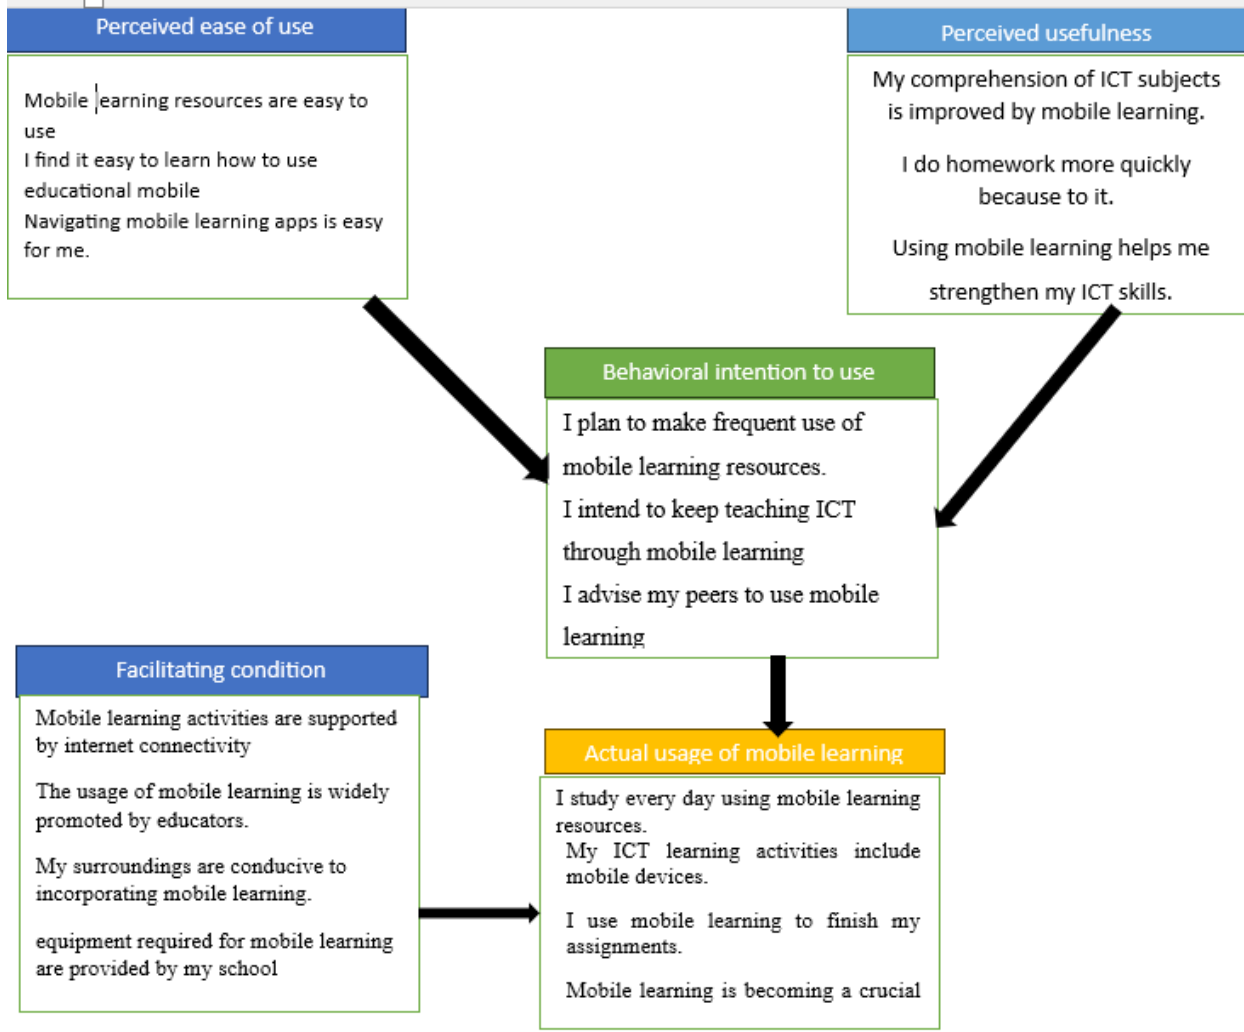 Perceived ease of use
Mobile learning resources are easy to
use
I find it easy to learn how to use
educational mobile
Navigating mobile learning apps is easy
for me.
Perceived usefulness
My comprehension of ICT subjects
is improved by mobile learning.
I do homework more quickly
because to it.
Using mobile learning helps me
strengthen my ICT skills.
Behavioral intention to use
I plan to make frequent use of
mobile learning resources.
I intend to keep teaching ICT
through mobile learning
I advise my peers to use mobile
learning
Facilitating condition
Mobile learning activities are supported
by internet connectivity
The usage of mobile learning is widely
promoted by educators.
My surroundings are conducive to
incorporating mobile learning.
equipment required for mobile learning
are provided by my school
Actual usage of mobile learning
I study every day using mobile learning
resources.
My ICT learning activities include
mobile devices.
I use mobile learning to finish my
assignments.
Mobile learning is becoming a crucial